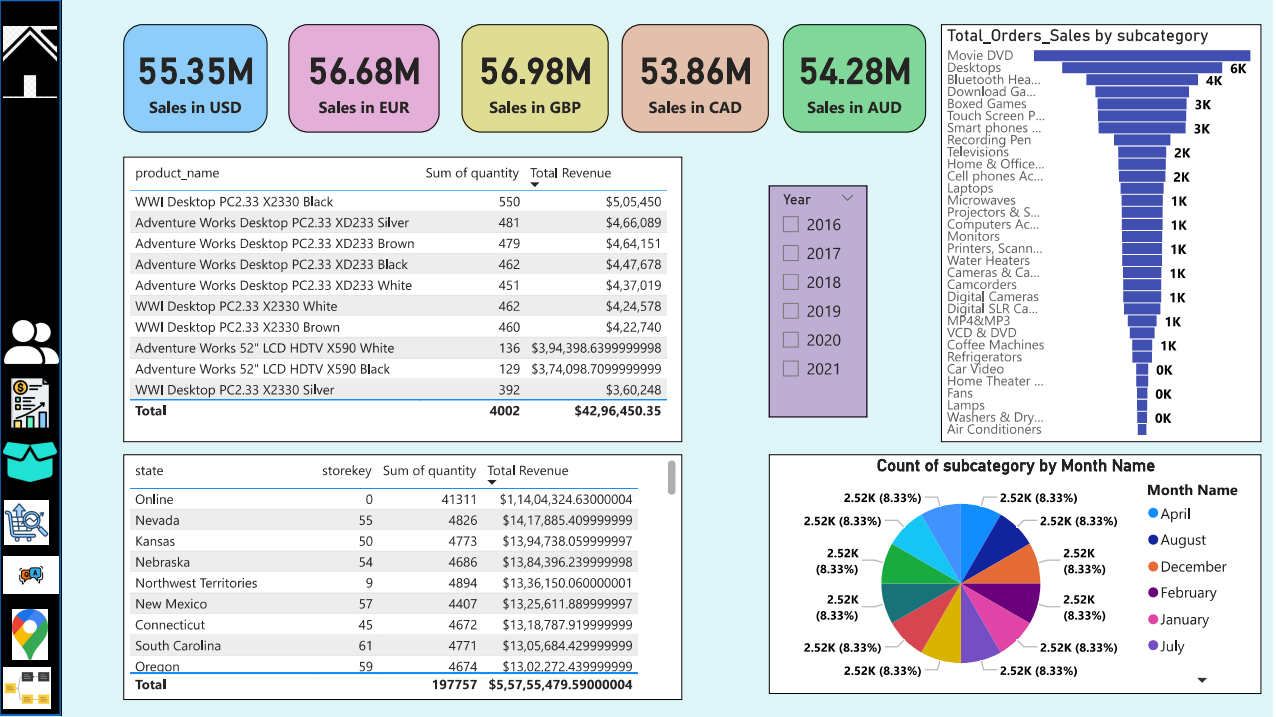 55.35M
Sales in USD
56.68M
Sales in EUR
56.98M
Sales in GBP
53.86M
Sales in CAD
54.28M
Sales in AUD
product_name Sum of quantity Total Revenue
WWI Desktop PC2.33 X2330 Black 550 $5,05,450
Adventure Works Desktop PC2.33 XD233 Silver 481 $4,66,089
Adventure Works Desktop PC2.33 XD233 Brown 479 $4,64,151
Adventure Works Desktop PC2.33 XD233 Black 462 $4,47,678
Adventure Works Desktop PC2.33 XD233 White 451 $4,37,019
WWI Desktop PC2.33 X2330 White 462 $4,24,578
WWI Desktop PC2.33 X2330 Brown 460 $4,22,740
Adventure Works 52" LCD HDTV X590 White 136 $3,94,398.6399999998
Adventure Works 52" LCD HDTV X590 Black 129 $3,74,098.7099999999
WWI Desktop PC2.33 X2330 Silver 392 $3,60,248
Total 4002 $42,96,450.35
Year
2016
2017
2018
2019
2020
2021
Total_Orders_Sales by subcategory
Movie DVD
Desktops 6K
Bluetooth Hea... 4K
Download Ga...
Boxed Games 3K
Touch Screen P...
Smart phones ... 3K
Recording Pen
Televisions 2K
Home & Office...
Cell phones Ac... 2K
Laptops
Microwaves 1K
Projectors & S...
Computers Ac... 1K
Monitors
Printers, Scann... 1K
Water Heaters
Cameras & Ca... 1K
Camcorders
Digital Cameras 1K
Digital SLR Ca...
MP4&MP3 1K
VCD & DVD
Coffee Machines 1K
Refrigerators
Car Video 0K
Home Theater ...
Fans 0K
Lamps
Washers & Dry... 0K
Air Conditioners
state storekey Sum of quantity Total Revenue
Online 0 41311 $1,14,04,324.63000004
Nevada 55 4826 $14,17,885.409999999
Kansas 50 4773 $13,94,738.059999997
Nebraska 54 4686 $13,84,396.239999998
Northwest Territories 9 4894 $13,36,150.060000001
New Mexico 57 4407 $13,25,611.889999997
Connecticut 45 4672 $13,18,787.919999999
South Carolina 61 4771 $13,05,684.429999999
Oregon 59 4674 $13,02,272.439999999
Total 197757 $5,57,55,479.59000004
Count of subcategory by Month Name
2.52K (8.33%)
2.52K (8.33%)
2.52K (8.33%)
2.52K (8.33%)
2.52K
(8.33%)
2.52K
(8.33%)
2.52K
(8.33%)
2.52K
(8.33%)
2.52K (8.33%)
2.52K (8.33%)
2.52K (8.33%)
2.52K (8.33%)
Month Name
April
August
December
February
January
July